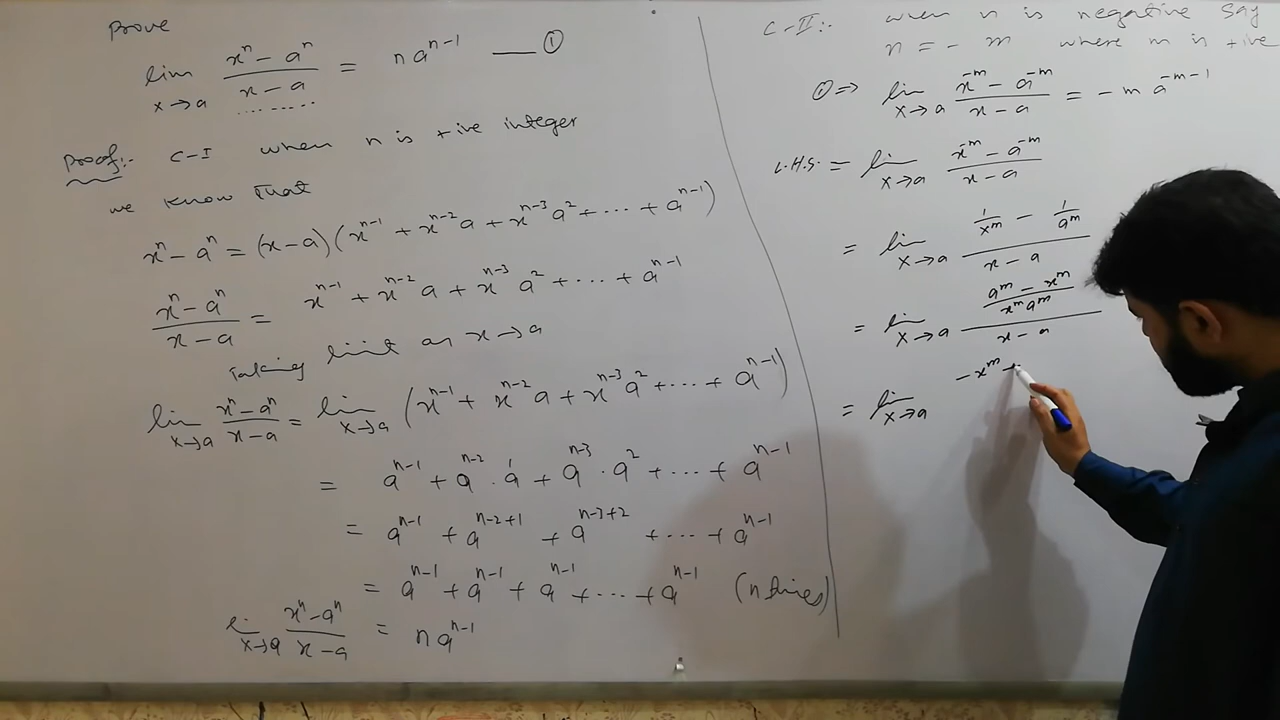 Prove
lim x→a (xⁿ − aⁿ)/(x − a) = n aⁿ⁻¹ —— ①
Proof:- C-I when n is +ive integer
we know That
xⁿ − aⁿ = (x−a)(xⁿ⁻¹ + xⁿ⁻²a + xⁿ⁻³a² + ... + aⁿ⁻¹)
(xⁿ − aⁿ)/(x − a) = xⁿ⁻¹ + xⁿ⁻² a + xⁿ⁻³ a² + ... + aⁿ⁻¹
Taking limit as x→a
lim x→a (xⁿ − aⁿ)/(x − a) = lim x→a (xⁿ⁻¹ + xⁿ⁻²a + xⁿ⁻³a² + ... + aⁿ⁻¹)
= aⁿ⁻¹ + aⁿ⁻² · a¹ + aⁿ⁻³ · a² + ... + aⁿ⁻¹
= aⁿ⁻¹ + aⁿ⁻²⁺¹ + aⁿ⁻³⁺² + ... + aⁿ⁻¹
= aⁿ⁻¹ + aⁿ⁻¹ + aⁿ⁻¹ + ... + aⁿ⁻¹ (n times)
lim x→a (xⁿ − aⁿ)/(x − a) = n aⁿ⁻¹
C-II:- when n is negative say
n = − m where m is +ive
① => lim x→a (x⁻ᵐ − a⁻ᵐ)/(x − a) = − m a⁻ᵐ⁻¹
L.H.S. = lim x→a (x⁻ᵐ − a⁻ᵐ)/(x − a)
= lim x→a (1/xᵐ − 1/aᵐ)/(x − a)
= lim x→a ((aᵐ − xᵐ)/(xᵐaᵐ))/(x − a)
= lim x→a −xᵐ +